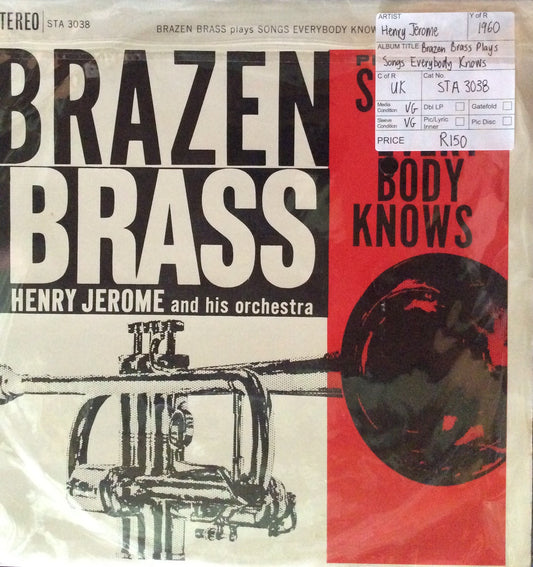 STEREO STA 3038
BRAZEN BRASS plays SONGS EVERYBODY KNOW
BRAZEN
BRASS
HENRY JEROME and his orchestra
EVERY
BODY
KNOWS
ARTIST Y of R
Henry Jerome 1960
ALBUM TITLE Brazen Brass Plays
Songs Everybody Knows
C of R Cat No.
UK STA 3038
Media Condition VG Dbl LP Gatefold
Sleeve Condition VG Pic/Lyric Inner Pic Disc
PRICE R150